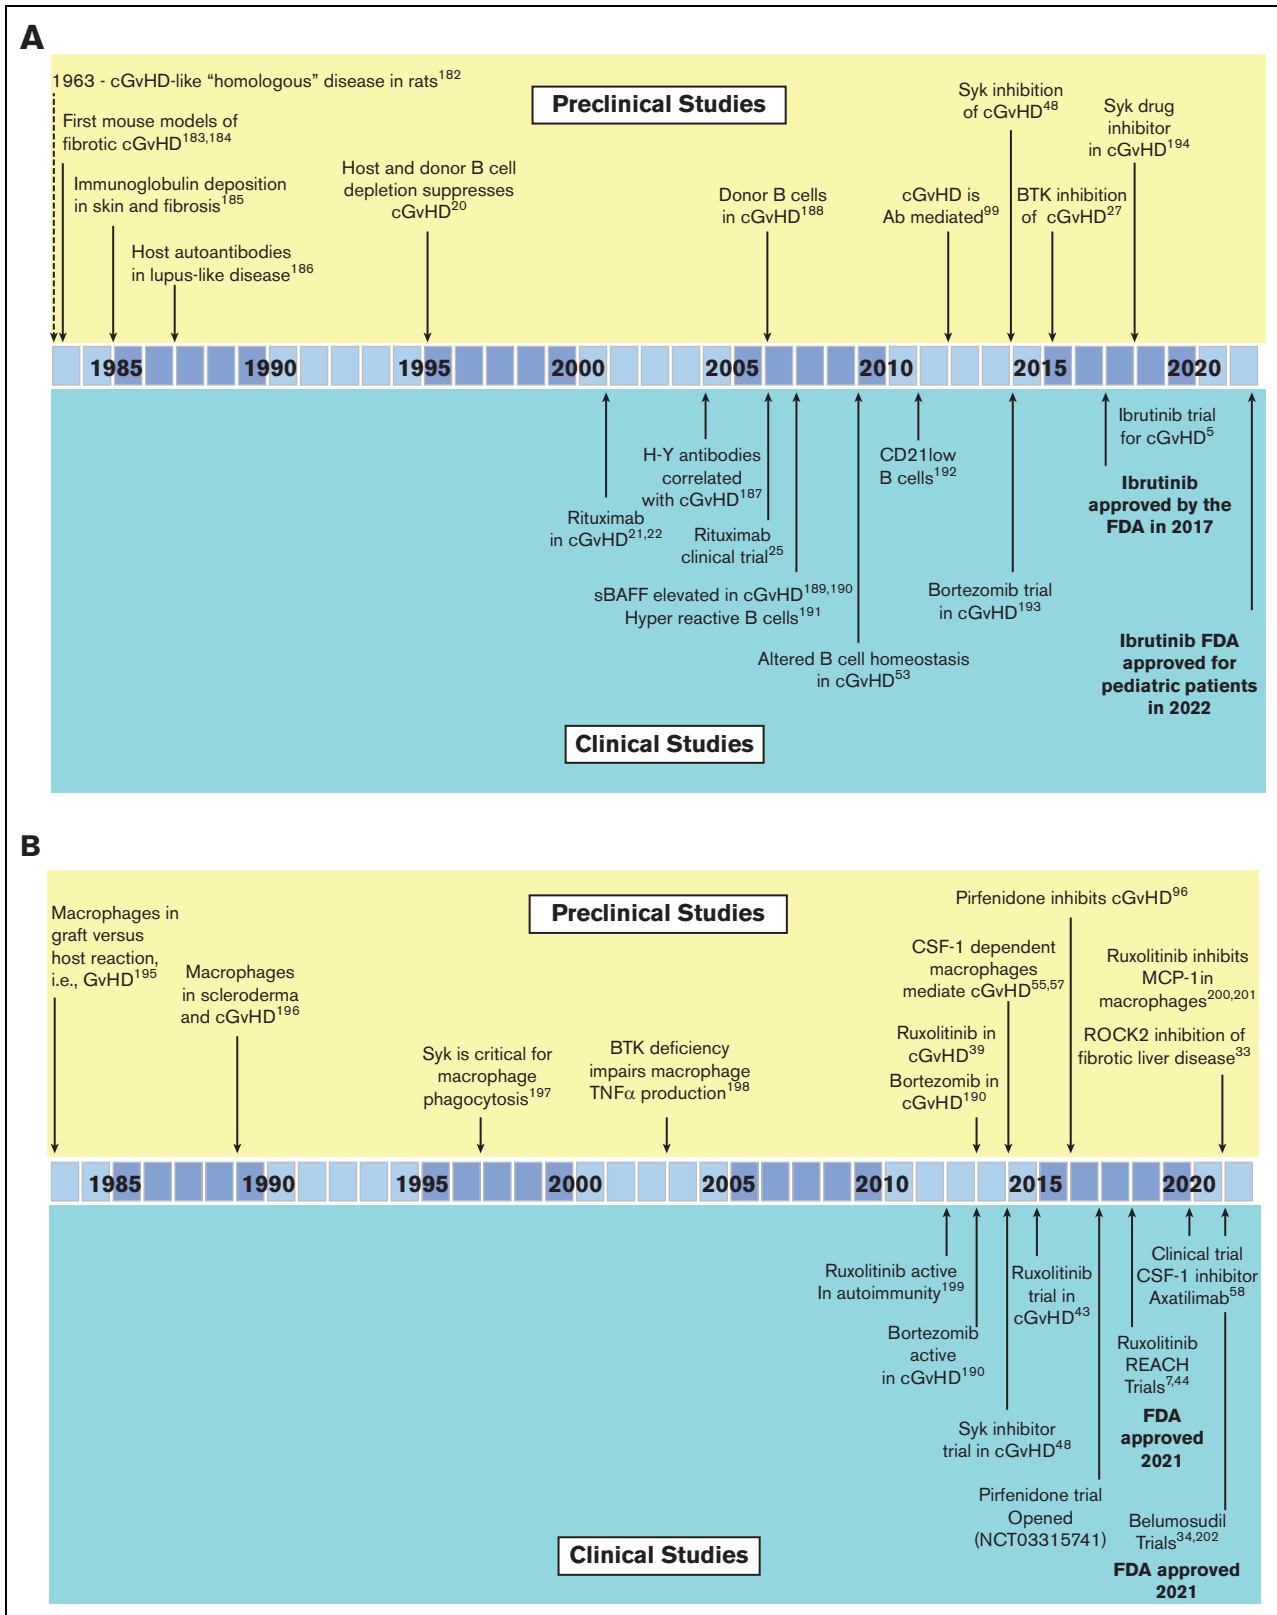 A
1963 - cGvHD-like “homologous” disease in rats182
Preclinical Studies
First mouse models of
fibrotic cGvHD183,184
Immunoglobulin deposition
in skin and fibrosis185
Host autoantibodies
in lupus-like disease186
Host and donor B cell
depletion suppresses
cGvHD20
Donor B cells
in cGvHD188
cGvHD is
Ab mediated99
Syk inhibition
of cGvHD48
BTK inhibition
of cGvHD27
Syk drug
inhibitor
in cGvHD194
1985 1990 1995 2000 2005 2010 2015 2020
Rituximab
in cGvHD21,22
H-Y antibodies
correlated
with cGvHD187
Rituximab
clinical trial25
sBAFF elevated in cGvHD189,190
Hyper reactive B cells191
Altered B cell homeostasis
in cGvHD53
CD21low
B cells192
Bortezomib trial
in cGvHD193
Ibrutinib trial
for cGvHD5
Ibrutinib
approved by the
FDA in 2017
Ibrutinib FDA
approved for
pediatric patients
in 2022
Clinical Studies
B
Preclinical Studies
Macrophages in
graft versus
host reaction,
i.e., GvHD195
Macrophages
in scleroderma
and cGvHD196
Syk is critical for
macrophage
phagocytosis197
BTK deficiency
impairs macrophage
TNFα production198
Ruxolitinib in
cGvHD39
Bortezomib in
cGvHD190
CSF-1 dependent
macrophages
mediate cGvHD55,57
Pirfenidone inhibits cGvHD96
Ruxolitinib inhibits
MCP-1in
macrophages200,201
ROCK2 inhibition of
fibrotic liver disease33
1985 1990 1995 2000 2005 2010 2015 2020
Ruxolitinib active
In autoimmunity199
Bortezomib
active
in cGvHD190
Syk inhibitor
trial in cGvHD48
Ruxolitinib
trial in
cGvHD43
Pirfenidone trial
Opened
(NCT03315741)
Ruxolitinib
REACH
Trials7,44
FDA
approved
2021
Clinical trial
CSF-1 inhibitor
Axatilimab58
Belumosudil
Trials34,202
FDA approved
2021
Clinical Studies